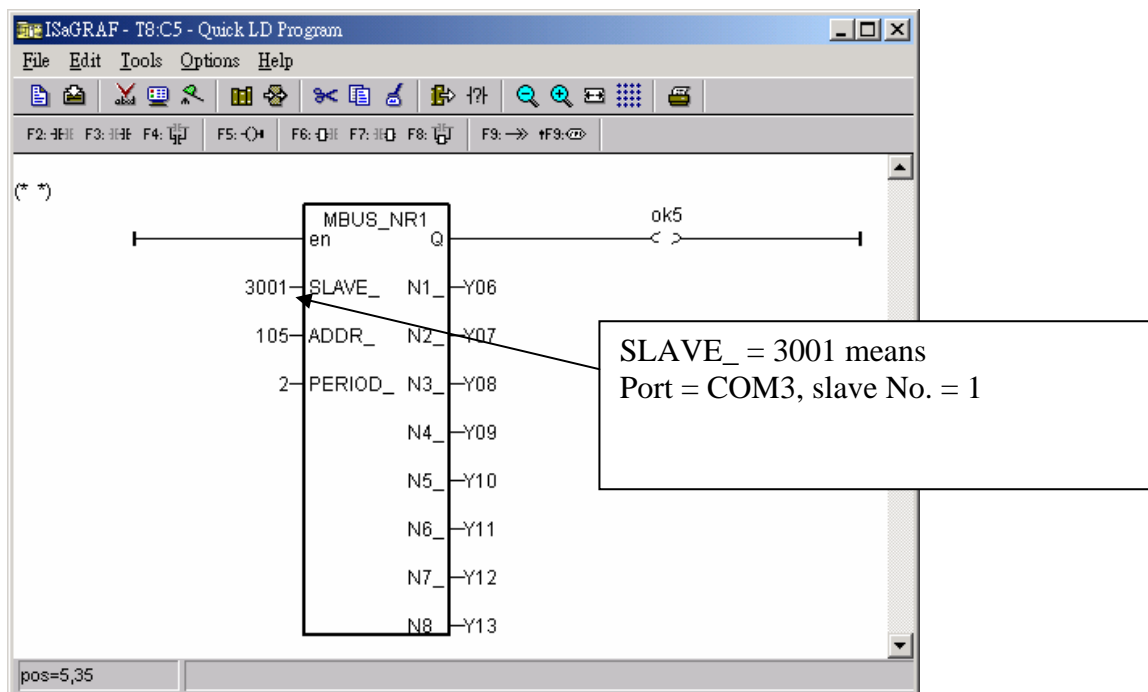 ISaGRAF - T8:C5 - Quick LD Program
File Edit Tools Options Help
F2: F3: F4: F5: F6: F7: F8: F9: ↑F9:
(* *)
MBUS_NR1
ok5
en Q
3001 SLAVE_ N1_ Y06
105 ADDR_ N2_ Y07
2 PERIOD_ N3_ Y08
N4_ Y09
N5_ Y10
N6_ Y11
N7_ Y12
N8 Y13
SLAVE_ = 3001 means
Port = COM3, slave No. = 1
pos=5,35